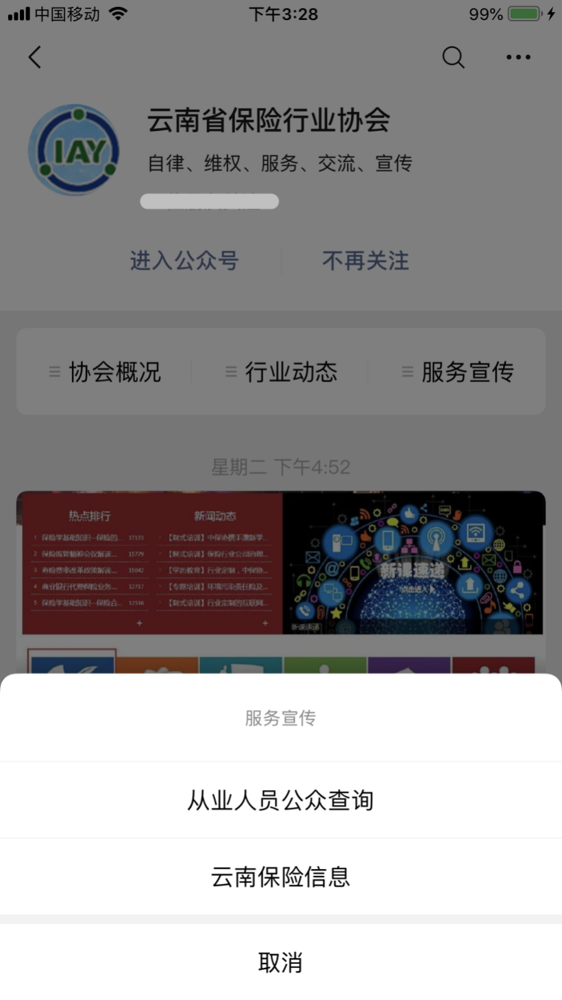 中国移动 下午3:28 99%
IAY
云南省保险行业协会
自律、维权、服务、交流、宣传
进入公众号 不再关注
协会概况 行业动态 服务宣传
星期二 下午4:52
热点排行 新闻动态
1 保险学基础知识--保险的... 17173
【制式培训】中保协携手澳新学...
2 保险监管精神会议解读... 15779
【制式培训】保险行业公司治理...
3 寿险费率改革政策解读... 15042
【学历教育】行业定制，中保协...
4 商业银行代理保险业务... 12717
【专题培训】环境污染责任险及...
5 保险学基础知识--保险合... 12516
【制式培训】行业定制的互联网...
+ +
SMS
新课速递
点击进入
新课速递
服务宣传
从业人员公众查询
云南保险信息
取消